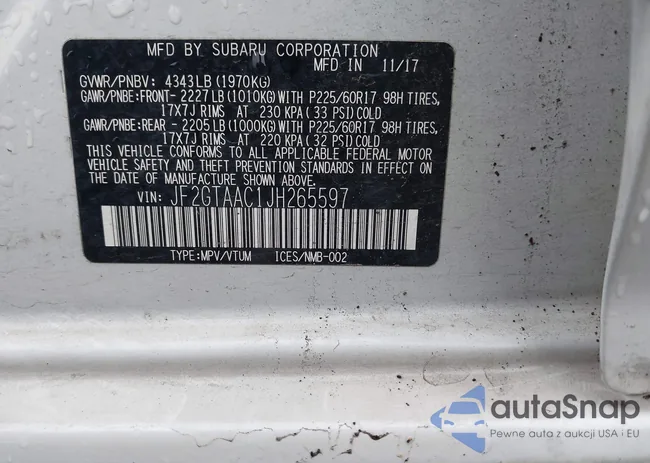 MFD BY SUBARU CORPORATION
MFD IN 11/17
GVWR/PNBV: 4343LB (1970KG)
GAWR/PNBE:FRONT- 2227LB (1010KG) WITH P225/60R17 98H TIRES,
17X7J RIMS AT 230 KPA (33 PSI) COLD
GAWR/PNBE:REAR - 2205LB (1000KG) WITH P225/60R17 98H TIRES,
17X7J RIMS AT 220 KPA (32 PSI) COLD
THIS VEHICLE CONFORMS TO ALL APPLICABLE FEDERAL MOTOR
VEHICLE SAFETY AND THEFT PREVENTION STANDARDS IN EFFECT
ON THE DATE OF MANUFACTURE SHOWN ABOVE.
VIN: JF2GTAAC1JH265597
TYPE:MPV/VTUM ICES/NMB-002
autaSnap
Pewne auta z aukcji USA i EU